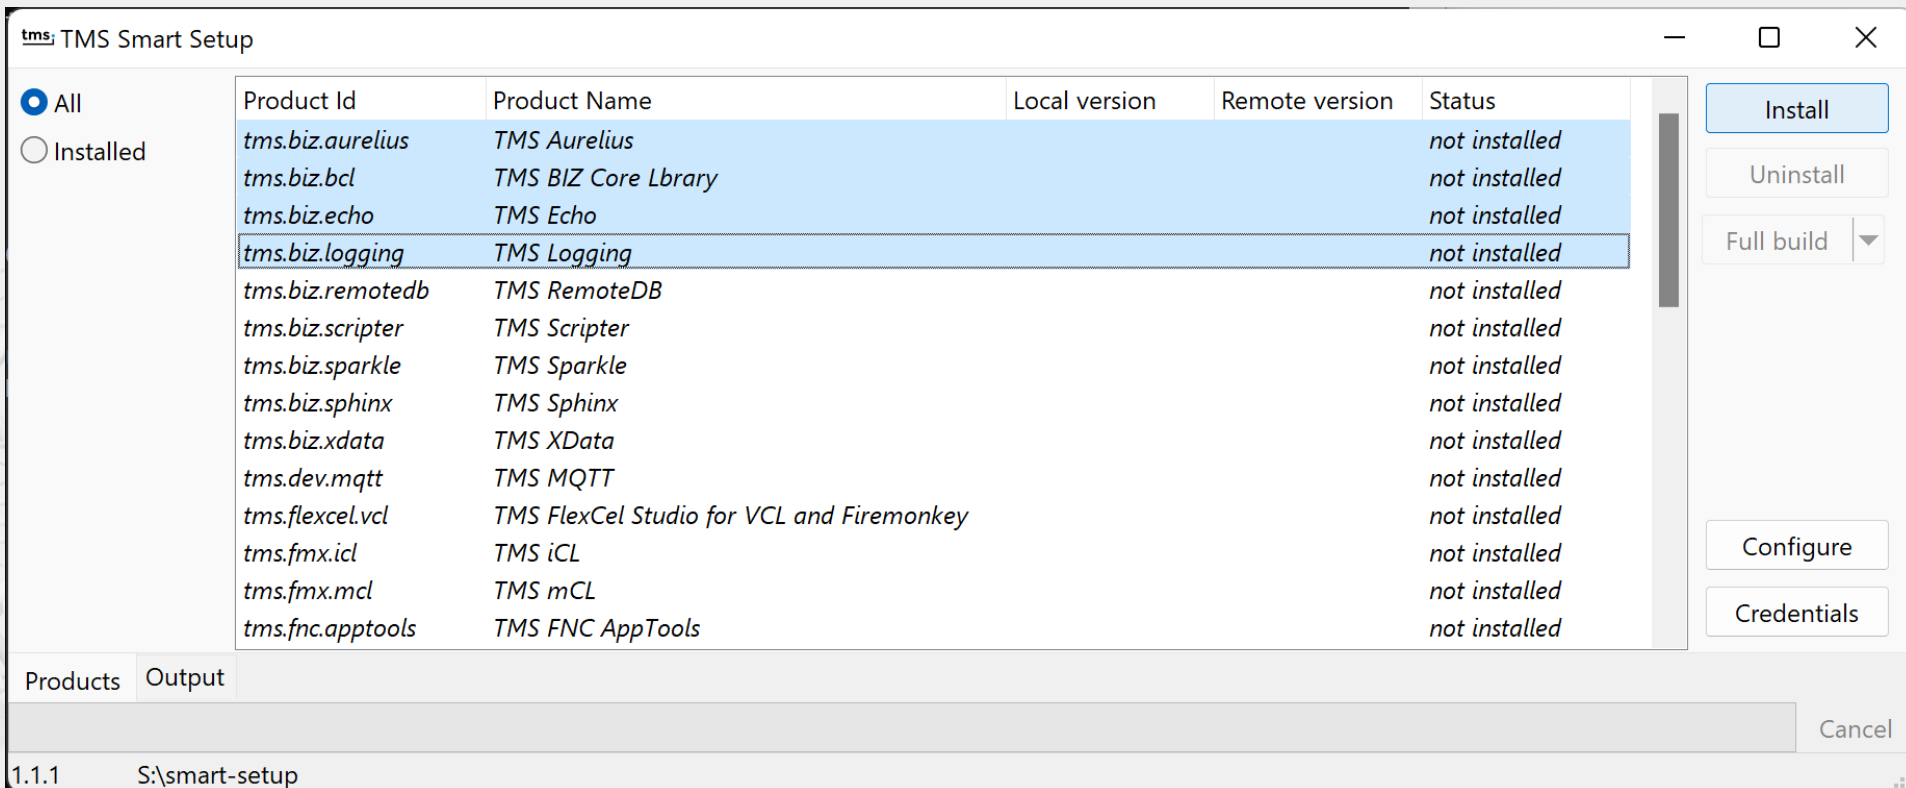 tms; TMS Smart Setup
All
Installed
Product Id Product Name Local version Remote version Status
tms.biz.aurelius TMS Aurelius not installed
tms.biz.bcl TMS BIZ Core Lbrary not installed
tms.biz.echo TMS Echo not installed
tms.biz.logging TMS Logging not installed
tms.biz.remotedb TMS RemoteDB not installed
tms.biz.scripter TMS Scripter not installed
tms.biz.sparkle TMS Sparkle not installed
tms.biz.sphinx TMS Sphinx not installed
tms.biz.xdata TMS XData not installed
tms.dev.mqtt TMS MQTT not installed
tms.flexcel.vcl TMS FlexCel Studio for VCL and Firemonkey not installed
tms.fmx.icl TMS iCL not installed
tms.fmx.mcl TMS mCL not installed
tms.fnc.apptools TMS FNC AppTools not installed
Install
Uninstall
Full build
Configure
Credentials
Products Output
Cancel
1.1.1 S:\smart-setup